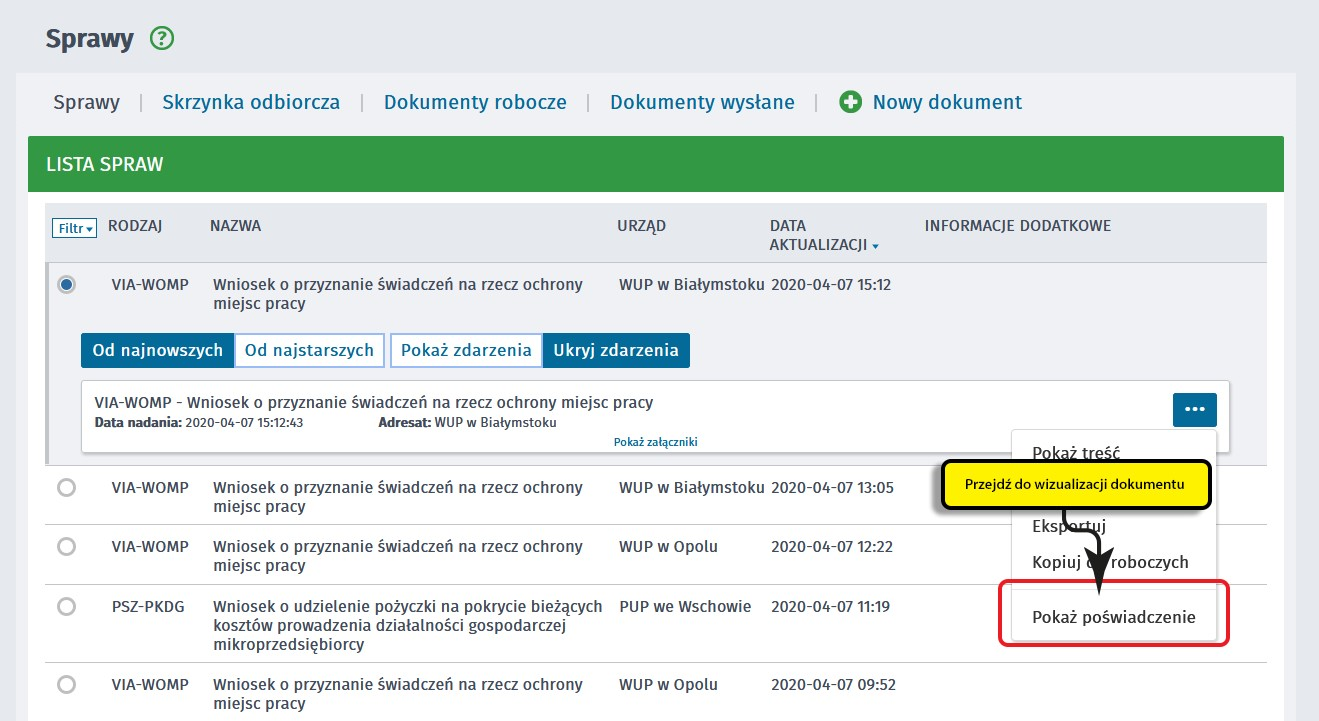 Sprawy ?
Sprawy | Skrzynka odbiorcza | Dokumenty robocze | Dokumenty wysłane | Nowy dokument
LISTA SPRAW
Filtr RODZAJ NAZWA URZĄD DATA AKTUALIZACJI INFORMACJE DODATKOWE
VIA-WOMP Wniosek o przyznanie świadczeń na rzecz ochrony WUP w Białymstoku 2020-04-07 15:12
miejsc pracy
Od najnowszych Od najstarszych Pokaż zdarzenia Ukryj zdarzenia
VIA-WOMP - Wniosek o przyznanie świadczeń na rzecz ochrony miejsc pracy
Data nadania: 2020-04-07 15:12:43 Adresat: WUP w Białymstoku
Pokaż załączniki
Pokaż treść
Przejdź do wizualizacji dokumentu
Eksportuj
Kopiuj do roboczych
Pokaż poświadczenie
VIA-WOMP Wniosek o przyznanie świadczeń na rzecz ochrony WUP w Białymstoku 2020-04-07 13:05
miejsc pracy
VIA-WOMP Wniosek o przyznanie świadczeń na rzecz ochrony WUP w Opolu 2020-04-07 12:22
miejsc pracy
PSZ-PKDG Wniosek o udzielenie pożyczki na pokrycie bieżących PUP we Wschowie 2020-04-07 11:19
kosztów prowadzenia działalności gospodarczej
mikroprzedsiębiorcy
VIA-WOMP Wniosek o przyznanie świadczeń na rzecz ochrony WUP w Opolu 2020-04-07 09:52
miejsc pracy